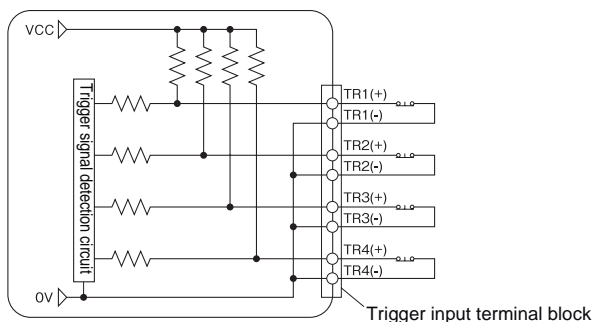 VCC
Trigger signal detection circuit
TR1(+)
TR1(-)
TR2(+)
TR2(-)
TR3(+)
TR3(-)
TR4(+)
TR4(-)
0V
Trigger input terminal block